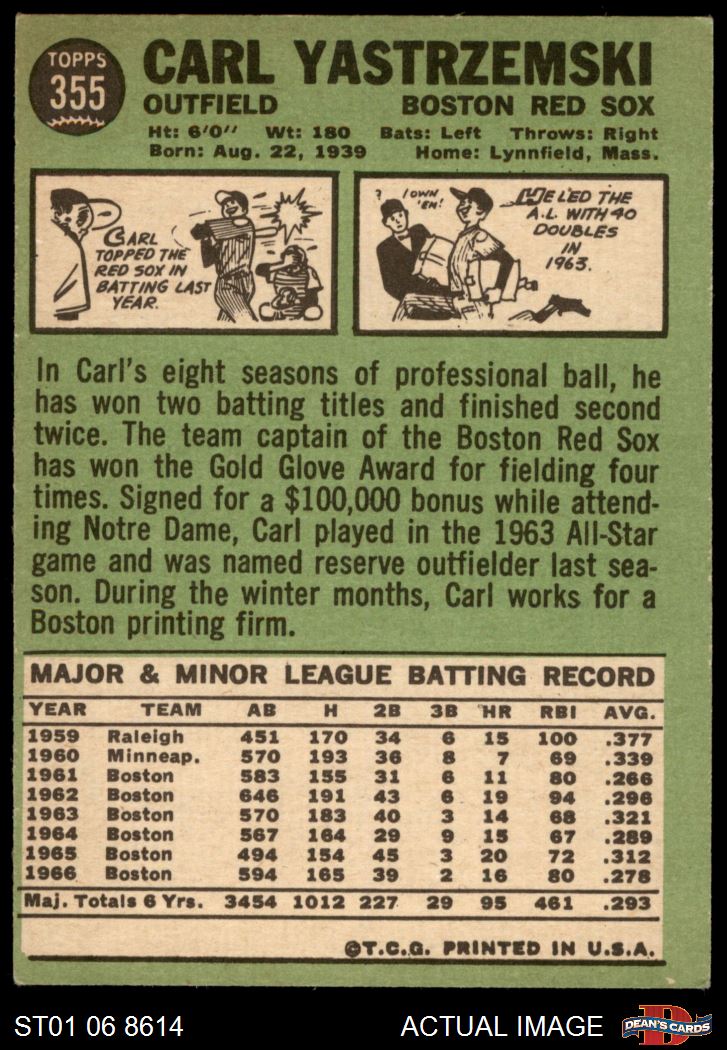 TOPPS
355
CARL YASTRZEMSKI
OUTFIELD BOSTON RED SOX
Ht: 6'0" Wt: 180 Bats: Left Throws: Right
Born: Aug. 22, 1939 Home: Lynnfield, Mass.
CARL
TOPPED THE
RED SOX IN
BATTING LAST
YEAR.
?
I OWN
'EM!
HE LED THE
A.L. WITH 40
DOUBLES
IN
1963.
In Carl's eight seasons of professional ball, he
has won two batting titles and finished second
twice. The team captain of the Boston Red Sox
has won the Gold Glove Award for fielding four
times. Signed for a $100,000 bonus while attend-
ing Notre Dame, Carl played in the 1963 All-Star
game and was named reserve outfielder last sea-
son. During the winter months, Carl works for a
Boston printing firm.
MAJOR & MINOR LEAGUE BATTING RECORD
YEAR TEAM AB H 2B 3B HR RBI AVG.
1959 Raleigh 451 170 34 6 15 100 .377
1960 Minneap. 570 193 36 8 7 69 .339
1961 Boston 583 155 31 6 11 80 .266
1962 Boston 646 191 43 6 19 94 .296
1963 Boston 570 183 40 3 14 68 .321
1964 Boston 567 164 29 9 15 67 .289
1965 Boston 494 154 45 3 20 72 .312
1966 Boston 594 165 39 2 16 80 .278
Maj. Totals 6 Yrs. 3454 1012 227 29 95 461 .293
©T.C.G. PRINTED IN U.S.A.
ST01 06 8614 ACTUAL IMAGE
D
DEAN'S CARDS